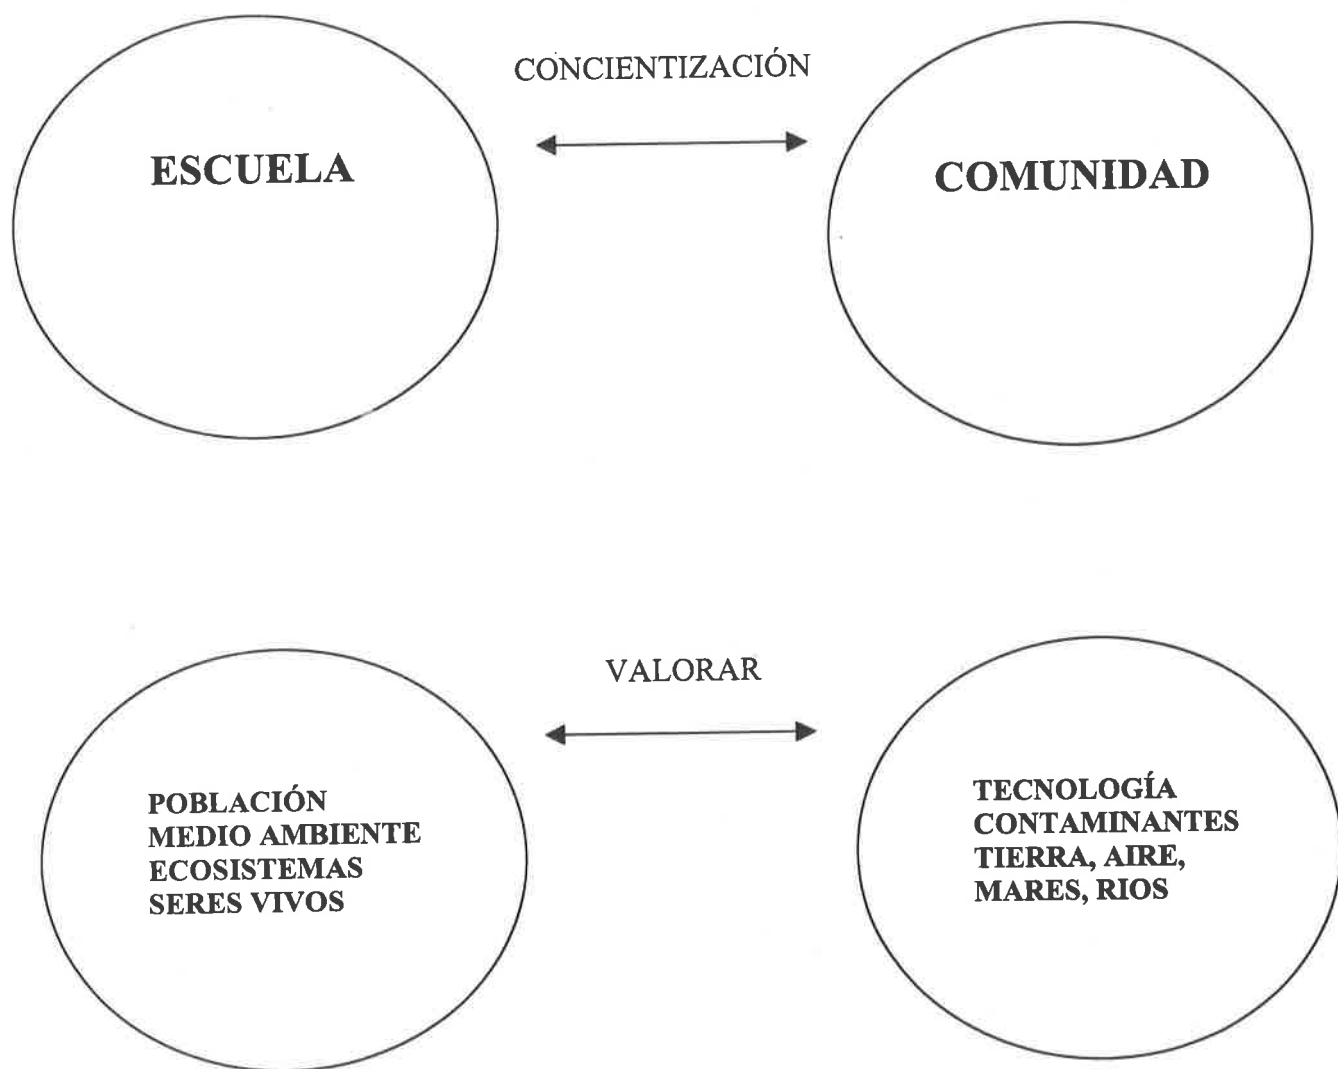 CONCIENTIZACIÓN
ESCUELA
COMUNIDAD
VALORAR
POBLACIÓN
MEDIO AMBIENTE
ECOSISTEMAS
SERES VIVOS
TECNOLOGÍA
CONTAMINANTES
TIERRA, AIRE,
MARES, RIOS